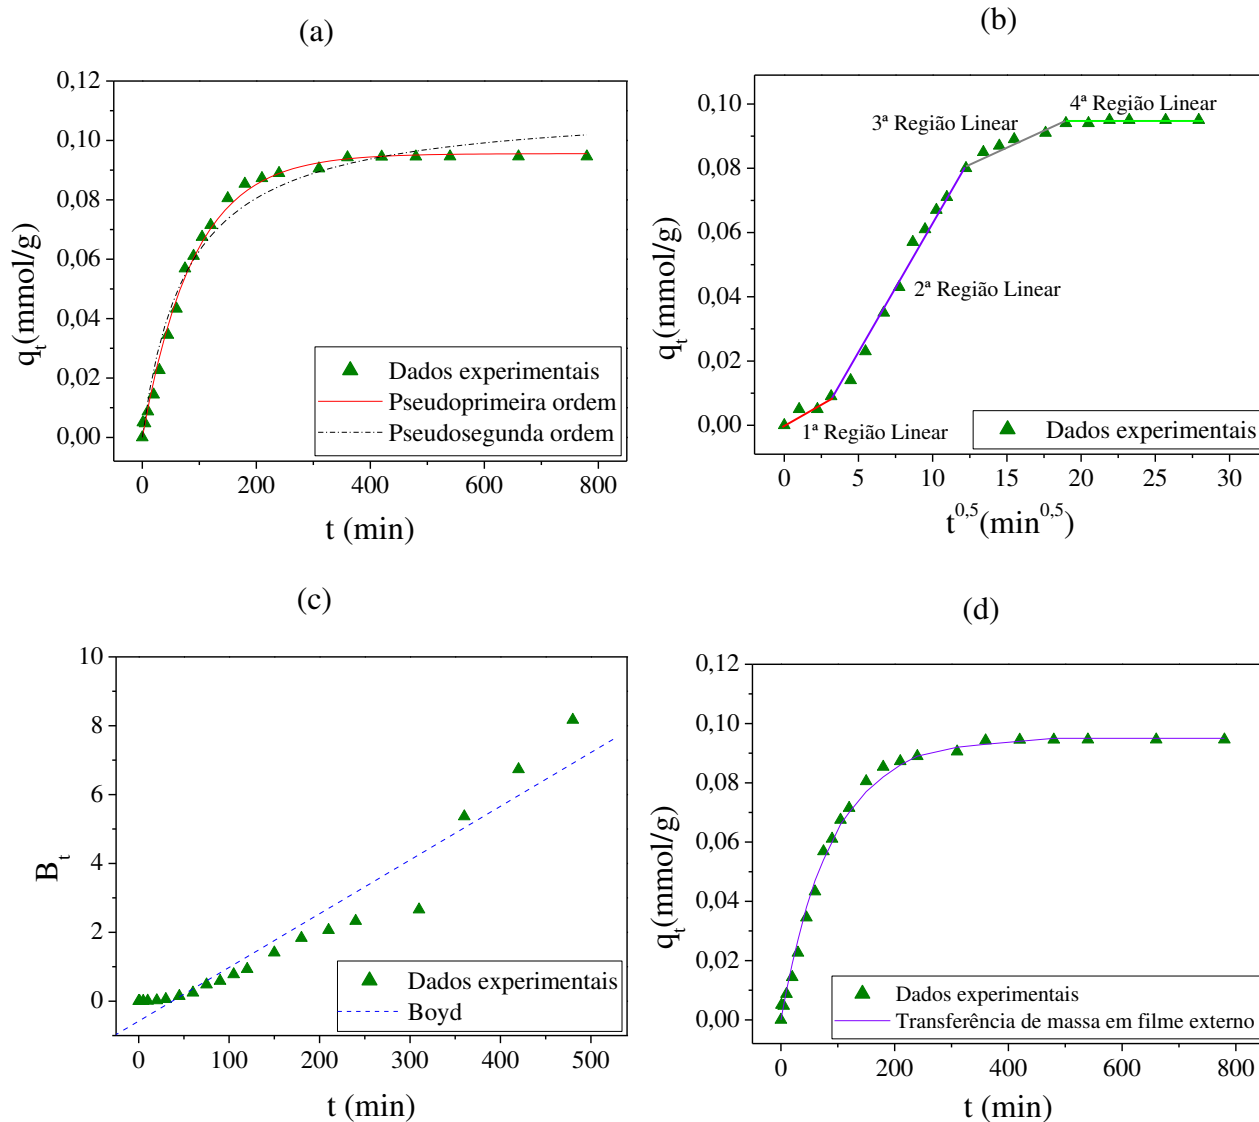 (a)
0,12
0,10
0,08
0,06
0,04
0,02
0,00
q_t(mmol/g)
Dados experimentais
Pseudoprimeira ordem
Pseudosegunda ordem
0 200 400 600 800
t (min)
(b)
0,10
0,08
0,06
0,04
0,02
0,00
q_t(mmol/g)
4ª Região Linear
3ª Região Linear
2ª Região Linear
1ª Região Linear
Dados experimentais
0 5 10 15 20 25 30
t^0,5(min^0,5)
(c)
10
8
6
4
2
0
B_t
Dados experimentais
Boyd
0 100 200 300 400 500
t (min)
(d)
0,12
0,10
0,08
0,06
0,04
0,02
0,00
q_t(mmol/g)
Dados experimentais
Transferência de massa em filme externo
0 200 400 600 800
t (min)